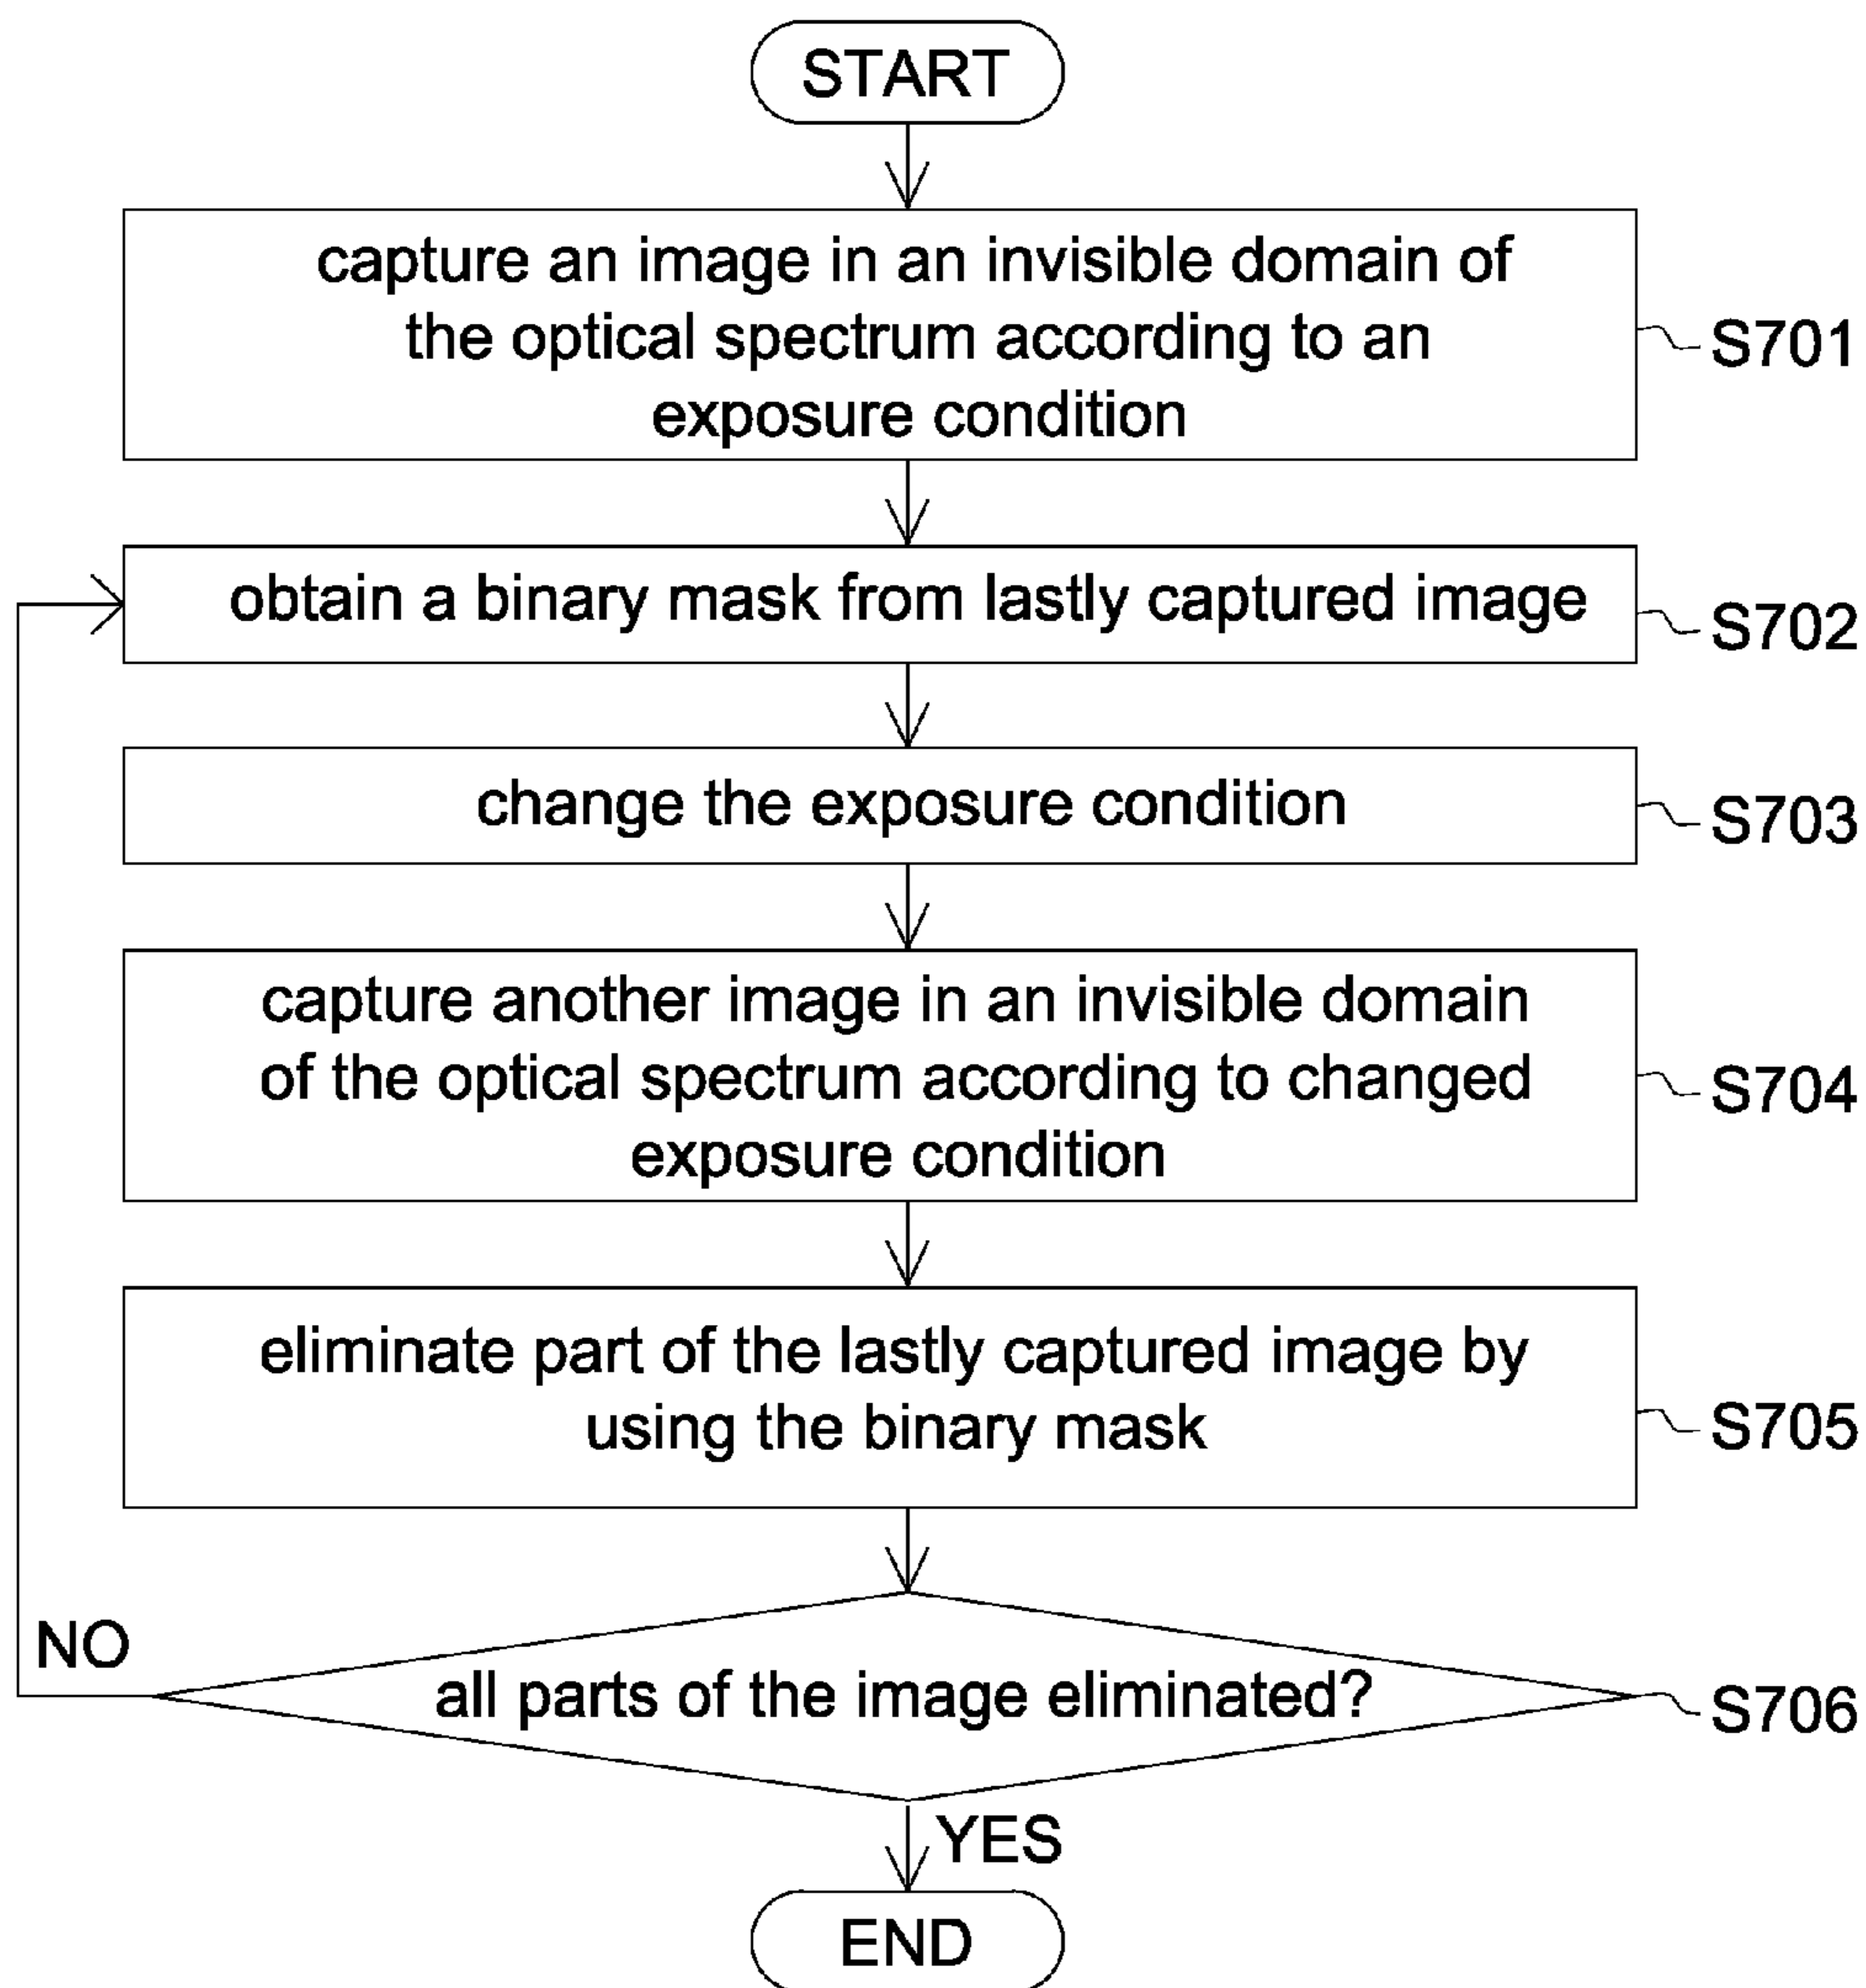 START
capture an image in an invisible domain of
the optical spectrum according to an
exposure condition
S701
obtain a binary mask from lastly captured image
S702
change the exposure condition
S703
capture another image in an invisible domain
of the optical spectrum according to changed
exposure condition
S704
eliminate part of the lastly captured image by
using the binary mask
S705
NO
all parts of the image eliminated?
S706
YES
END